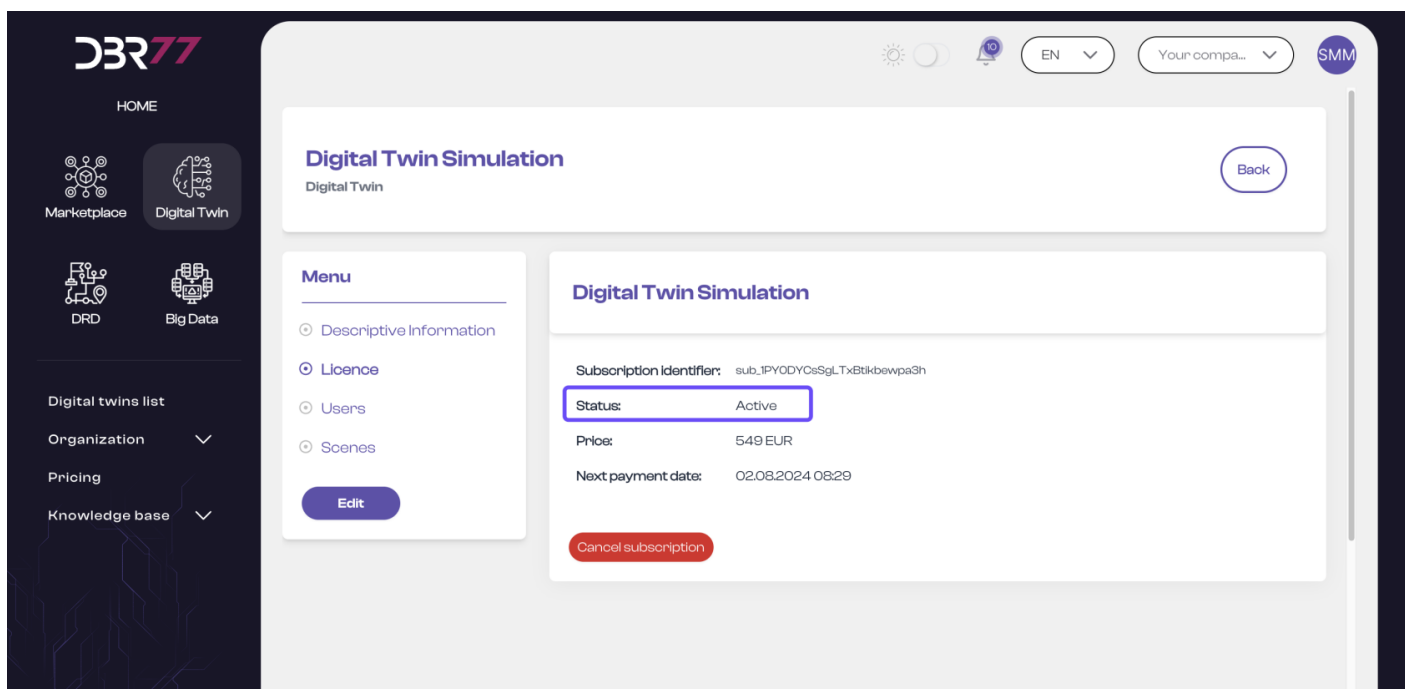 DBR77
10
EN
Your compa...
SMM
HOME
Marketplace
Digital Twin
DRD
Big Data
Digital twins list
Organization
Pricing
Knowledge base
Digital Twin Simulation
Digital Twin
Back
Menu
Descriptive Information
Licence
Users
Scenes
Edit
Digital Twin Simulation
Subscription identifier: sub_1PY0DYCsSgLTxBtikbewpa3h
Status: Active
Price: 549 EUR
Next payment date: 02.08.2024 08:29
Cancel subscription